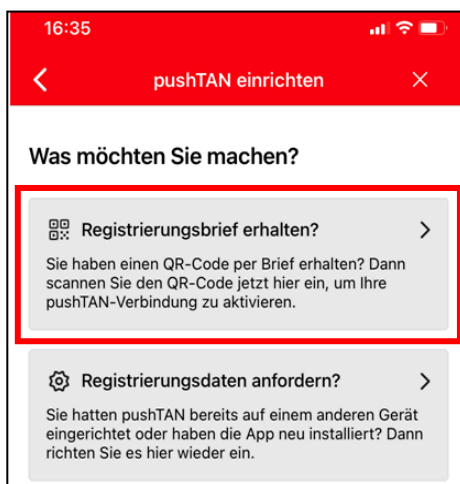 16:35
pushTAN einrichten
Was möchten Sie machen?
Registrierungsbrief erhalten?
Sie haben einen QR-Code per Brief erhalten? Dann
scannen Sie den QR-Code jetzt hier ein, um Ihre
pushTAN-Verbindung zu aktivieren.
Registrierungsdaten anfordern?
Sie hatten pushTAN bereits auf einem anderen Gerät
eingerichtet oder haben die App neu installiert? Dann
richten Sie es hier wieder ein.